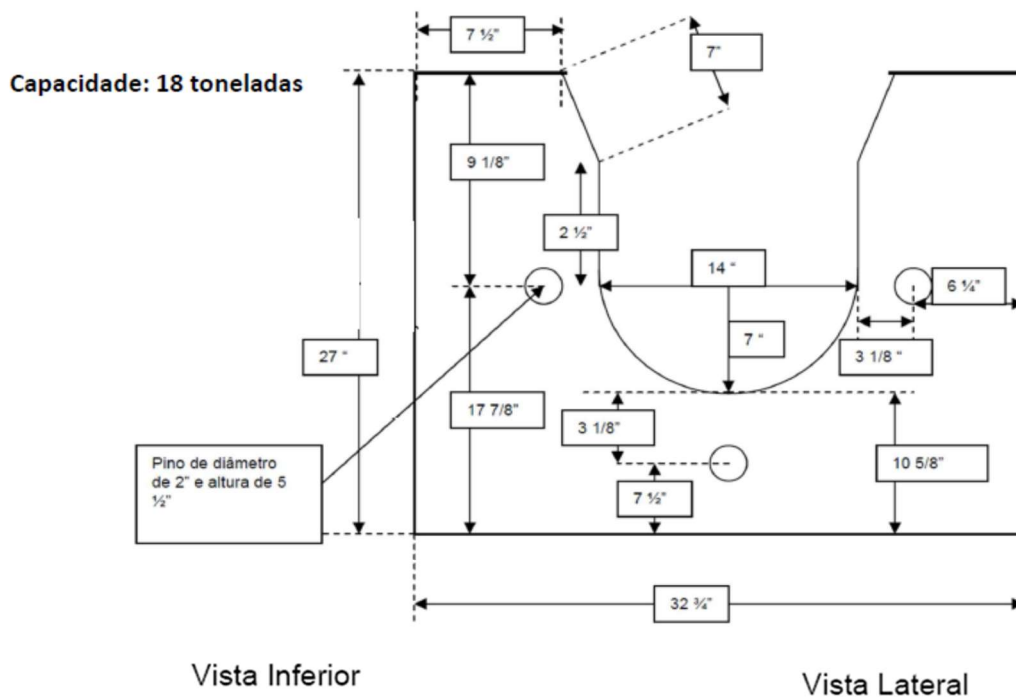 7 ½"
7"
Capacidade: 18 toneladas
9 1/8"
2 ½"
14 "
6 ¼"
7 "
3 1/8 "
27 "
17 7/8"
3 1/8"
10 5/8"
Pino de diâmetro
de 2" e altura de 5
½"
7 ½"
32 ¾"
Vista Inferior
Vista Lateral